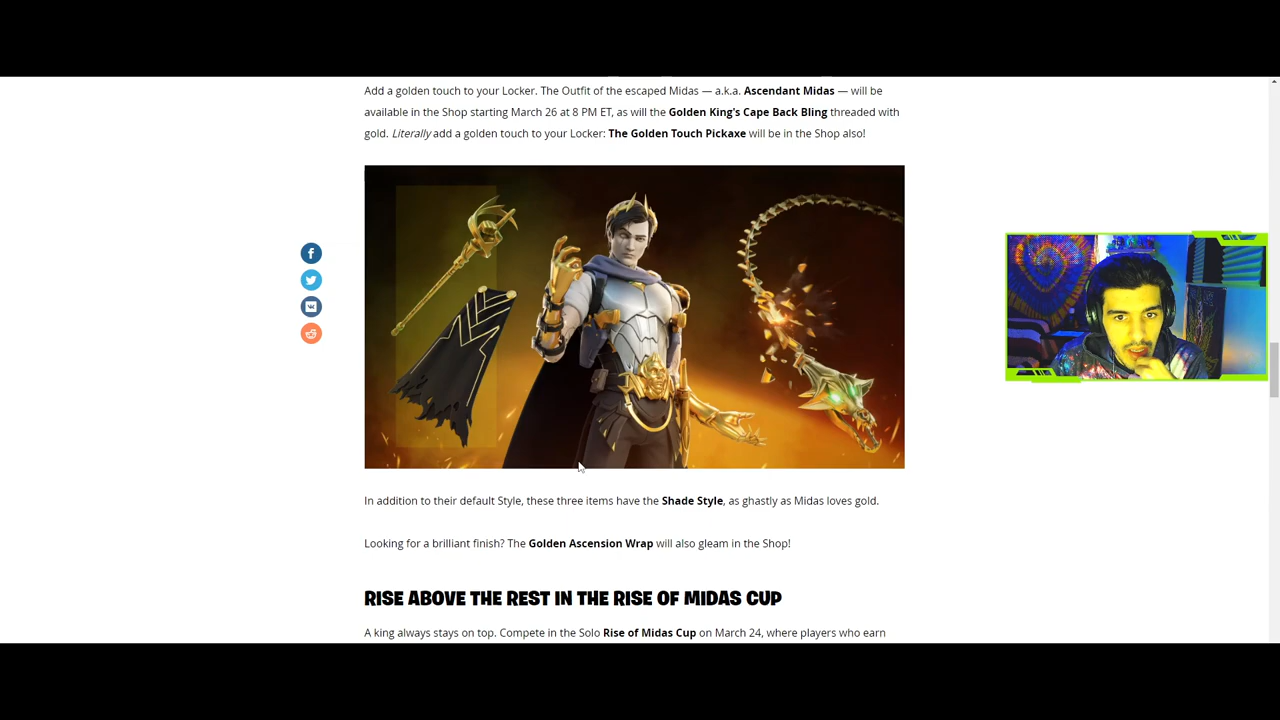 Add a golden touch to your Locker. The Outfit of the escaped Midas — a.k.a. Ascendant Midas — will be
available in the Shop starting March 26 at 8 PM ET, as will the Golden King's Cape Back Bling threaded with
gold. Literally add a golden touch to your Locker: The Golden Touch Pickaxe will be in the Shop also!
In addition to their default Style, these three items have the Shade Style, as ghastly as Midas loves gold.
Looking for a brilliant finish? The Golden Ascension Wrap will also gleam in the Shop!
RISE ABOVE THE REST IN THE RISE OF MIDAS CUP
A king always stays on top. Compete in the Solo Rise of Midas Cup on March 24, where players who earn